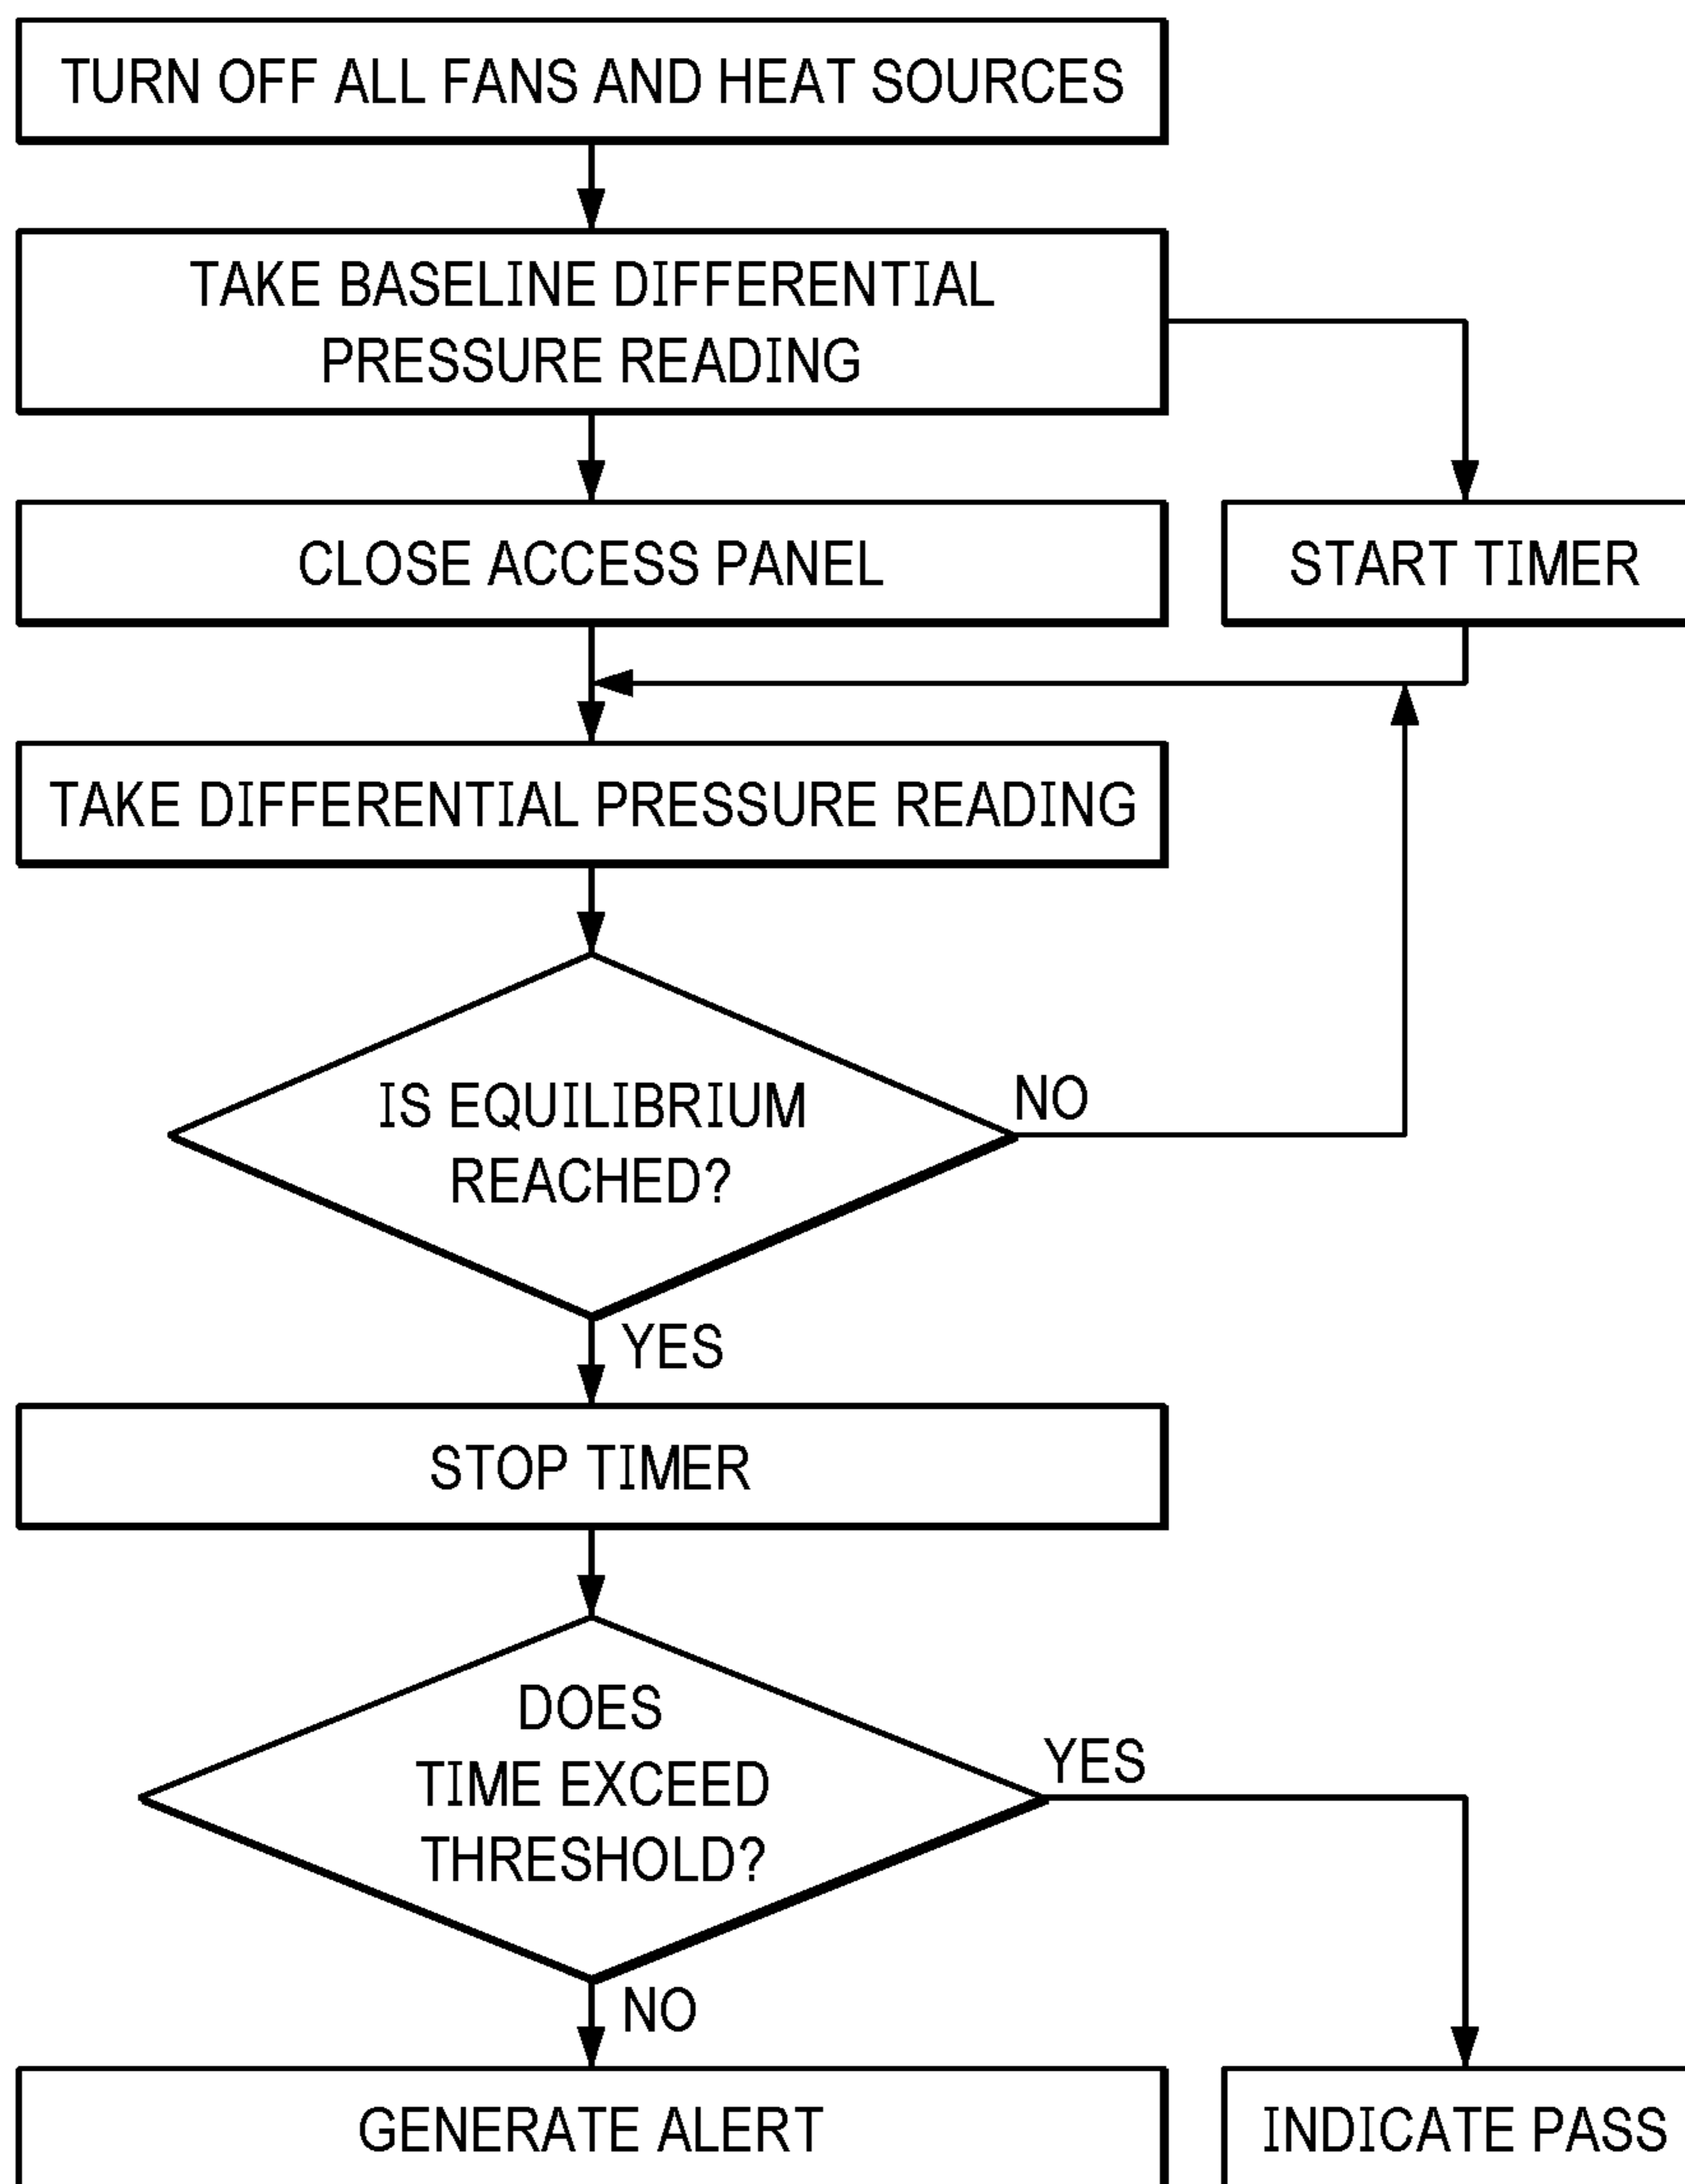 TURN OFF ALL FANS AND HEAT SOURCES
TAKE BASELINE DIFFERENTIAL
PRESSURE READING
CLOSE ACCESS PANEL
START TIMER
TAKE DIFFERENTIAL PRESSURE READING
IS EQUILIBRIUM
REACHED?
NO
YES
STOP TIMER
DOES
TIME EXCEED
THRESHOLD?
YES
NO
GENERATE ALERT
INDICATE PASS